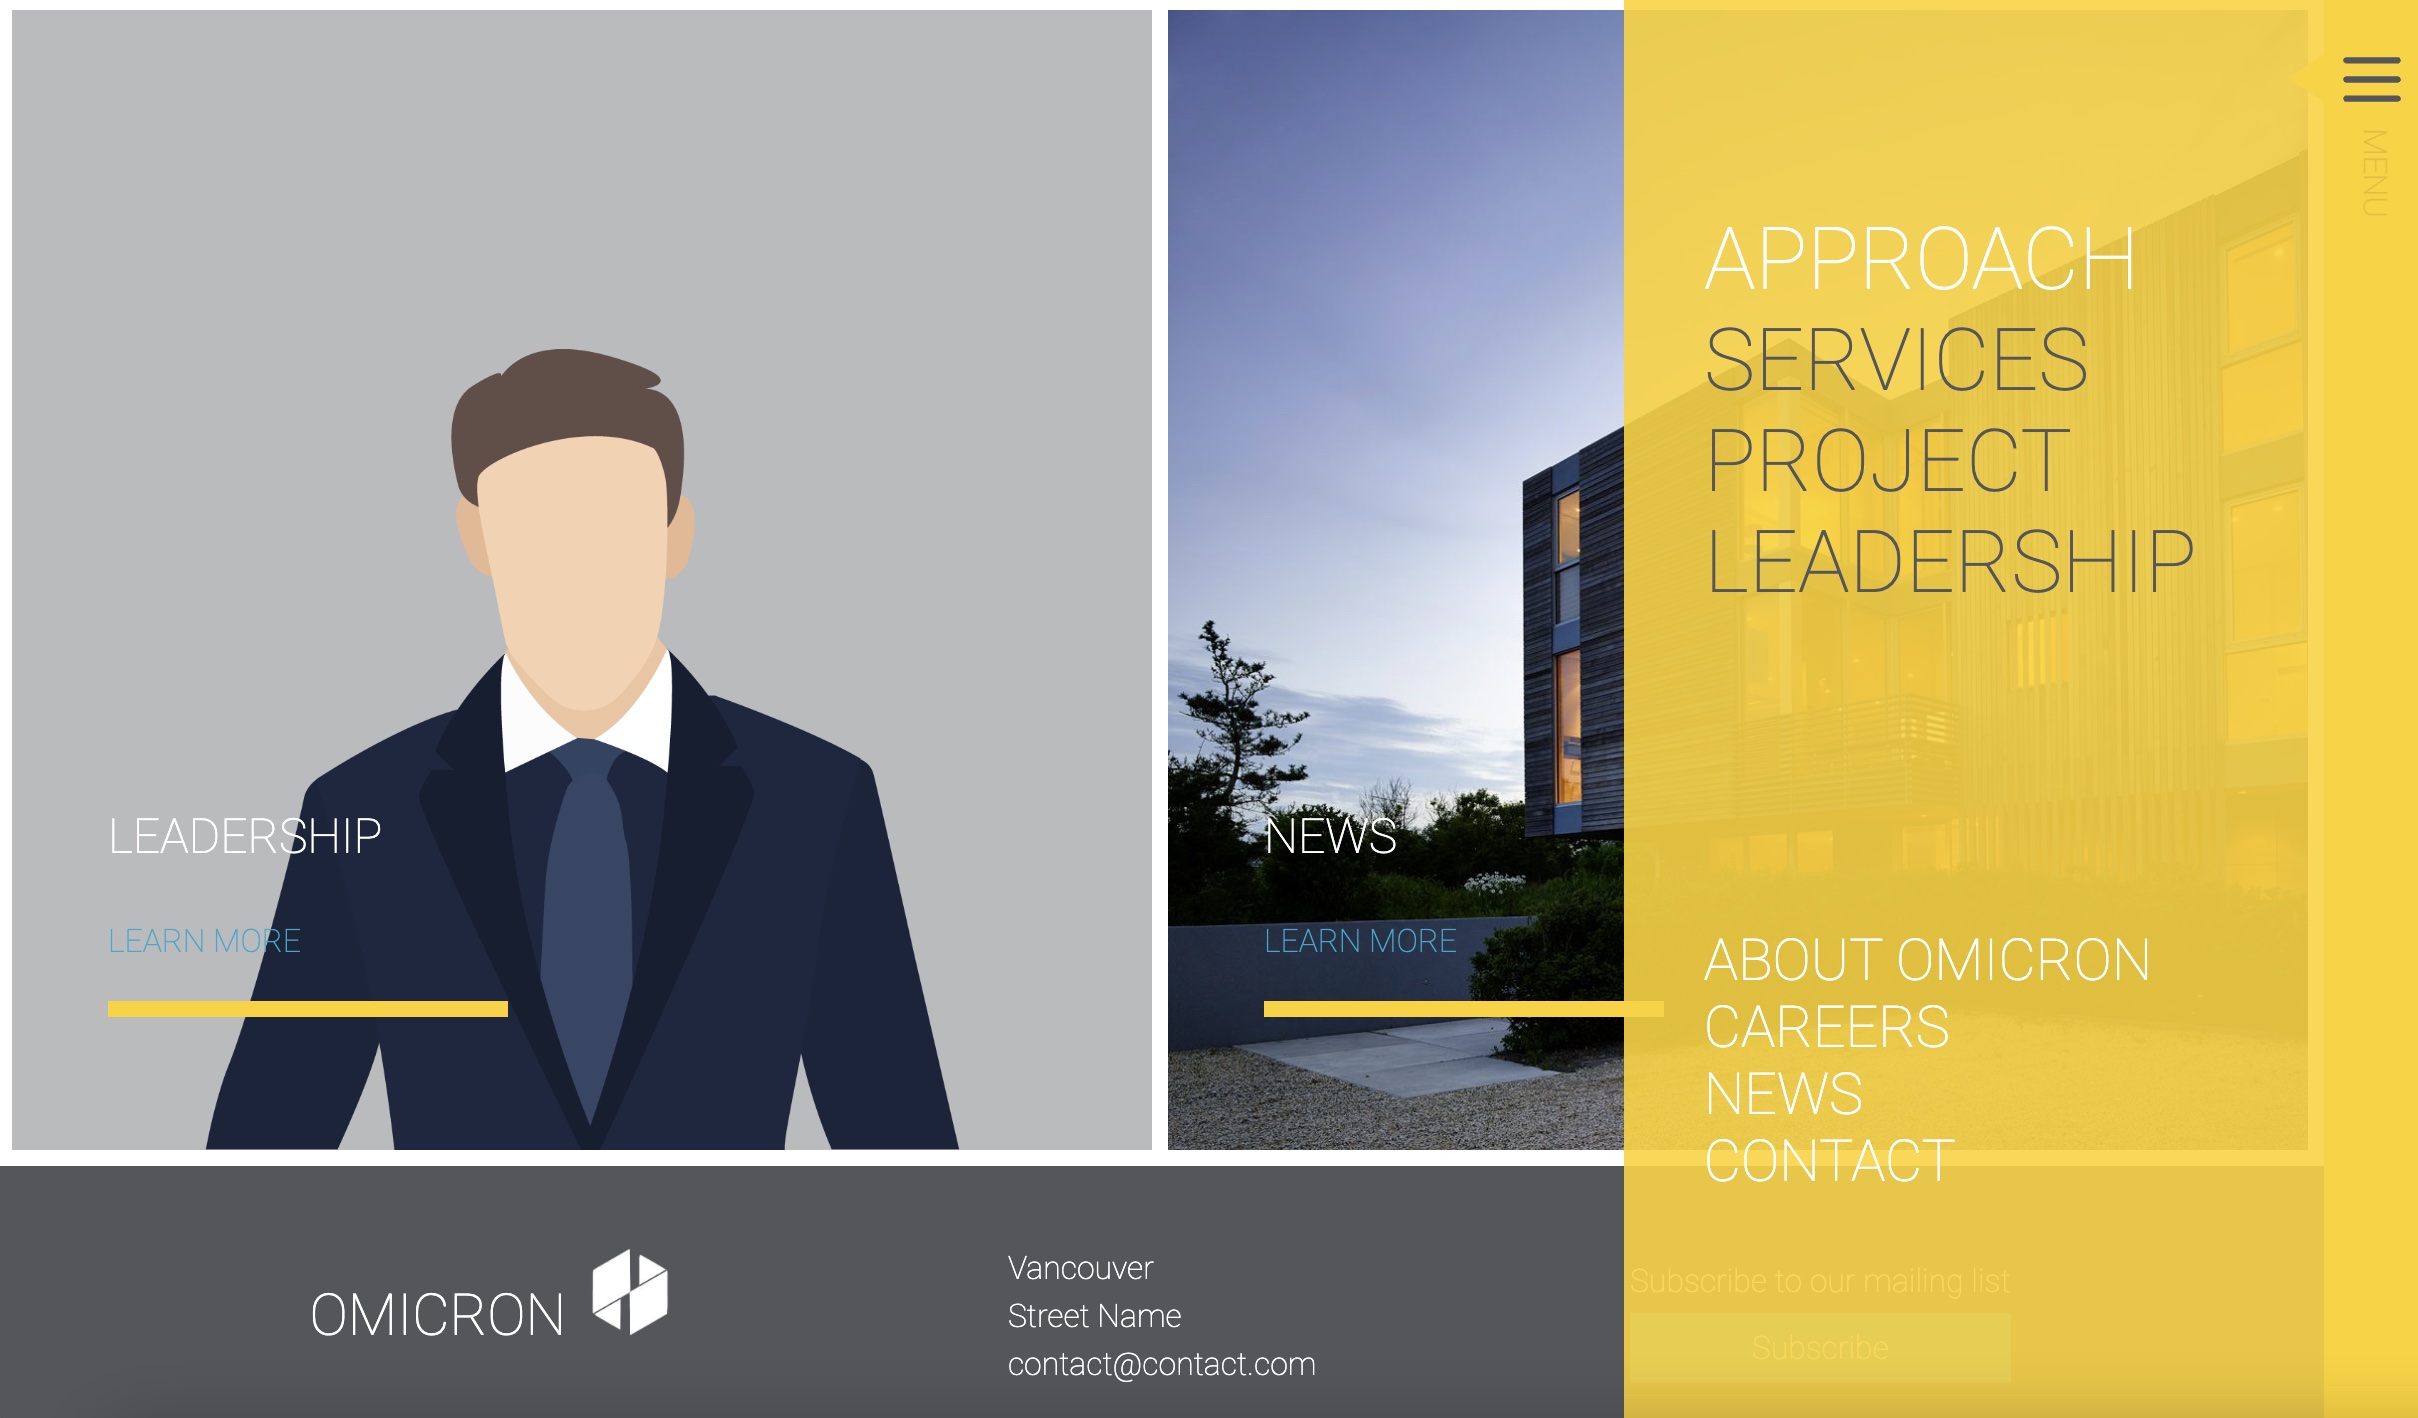 MENU
APPROACH
SERVICES
PROJECT
LEADERSHIP
LEADERSHIP
LEARN MORE
NEWS
LEARN MORE
ABOUT OMICRON
CAREERS
NEWS
CONTACT
OMICRON
Vancouver
Street Name
contact@contact.com
Subscribe to our mailing list
Subscribe